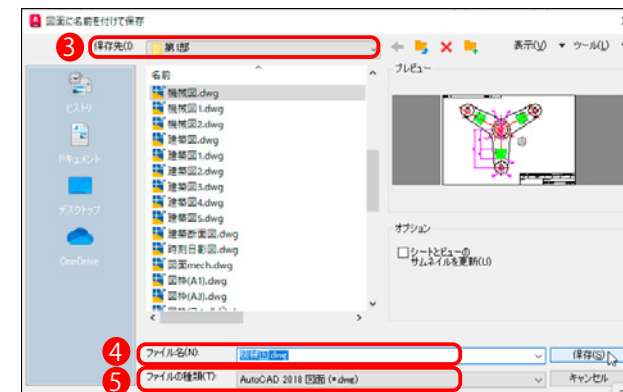 図面に名前を付けて保存
3 保存先(I): 第1部 表示(V) ツール(L)
名前
機械図.dwg
機械図1.dwg
機械図2.dwg
建築図.dwg
建築図1.dwg
建築図2.dwg
建築図3.dwg
建築図4.dwg
建築図5.dwg
建築断面図.dwg
時刻日影図.dwg
図面mech.dwg
図枠(A1).dwg
図枠(A3).dwg
ヒストリ
ドキュメント
デスクトップ
OneDrive
プレビュー
オプション
シートとビューの
サムネイルを更新(U)
4 ファイル名(N): 機械図.dwg 保存(S)
5 ファイルの種類(T): AutoCAD 2018 図面 (*.dwg) キャンセル